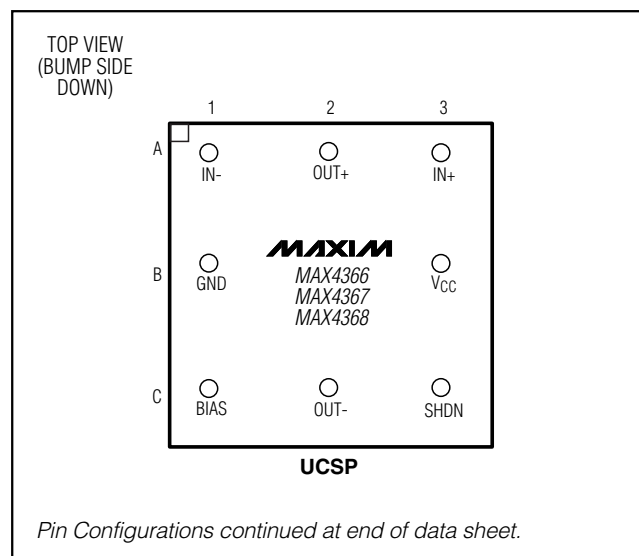 TOP VIEW
(BUMP SIDE
DOWN)
1 2 3
A
IN- OUT+ IN+
MAXIM
B
GND MAX4366 VCC
MAX4367
MAX4368
C
BIAS OUT- SHDN
UCSP
Pin Configurations continued at end of data sheet.